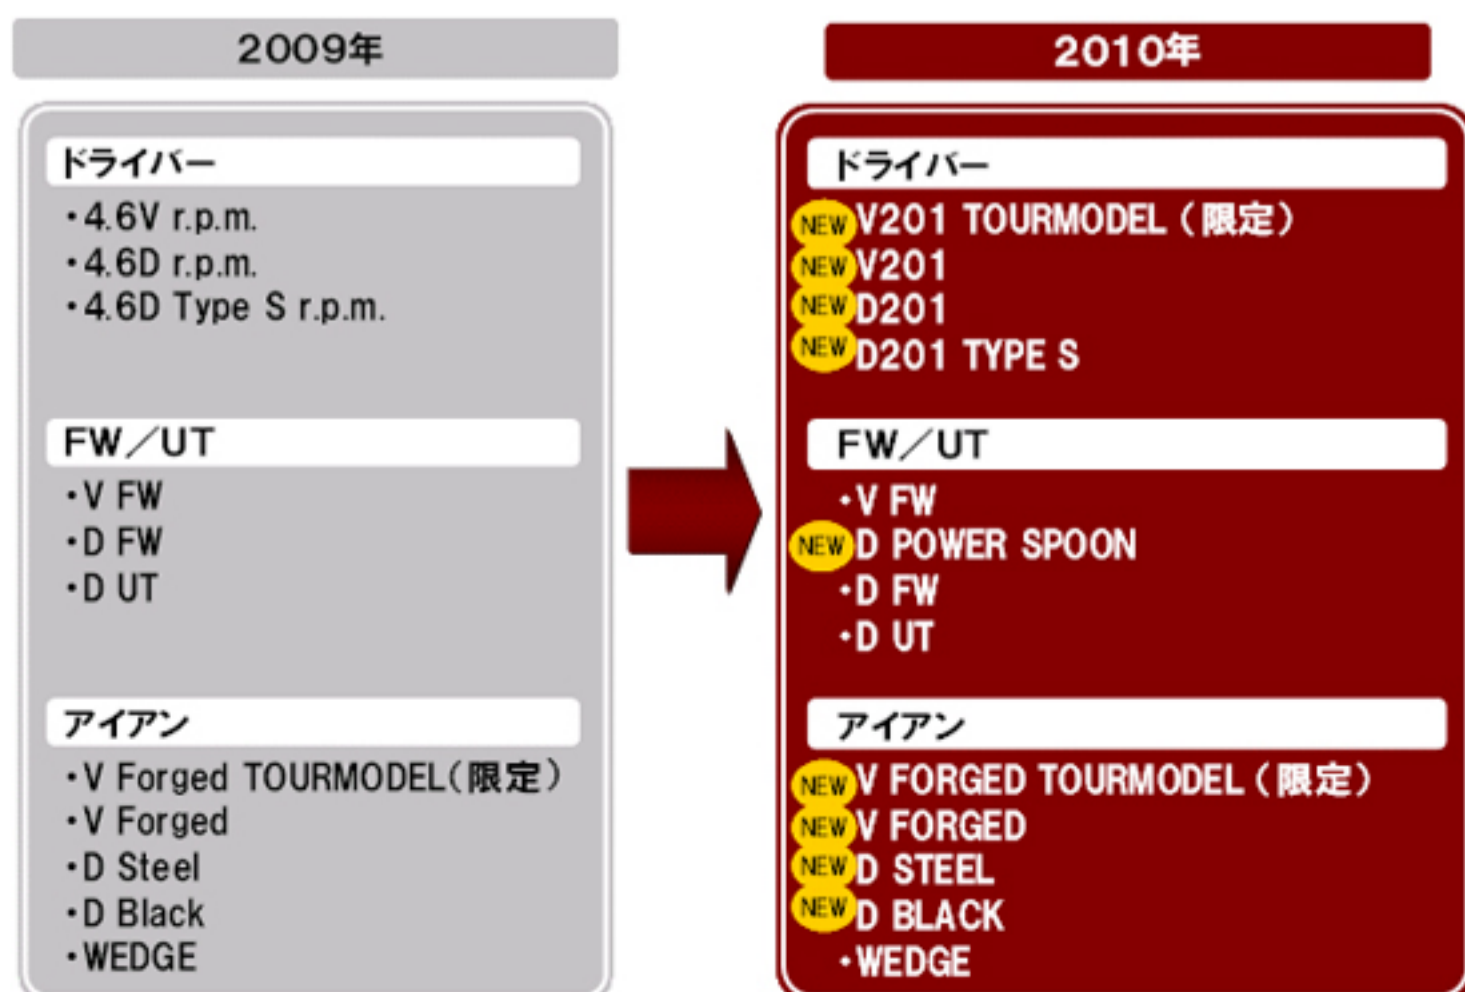 2009年
ドライバー
・4.6V r.p.m.
・4.6D r.p.m.
・4.6D Type S r.p.m.
FW／UT
・V FW
・D FW
・D UT
アイアン
・V Forged TOURMODEL（限定）
・V Forged
・D Steel
・D Black
・WEDGE
2010年
ドライバー
NEW V201 TOURMODEL（限定）
NEW V201
NEW D201
NEW D201 TYPE S
FW／UT
・V FW
NEW D POWER SPOON
・D FW
・D UT
アイアン
NEW V FORGED TOURMODEL（限定）
NEW V FORGED
NEW D STEEL
NEW D BLACK
・WEDGE